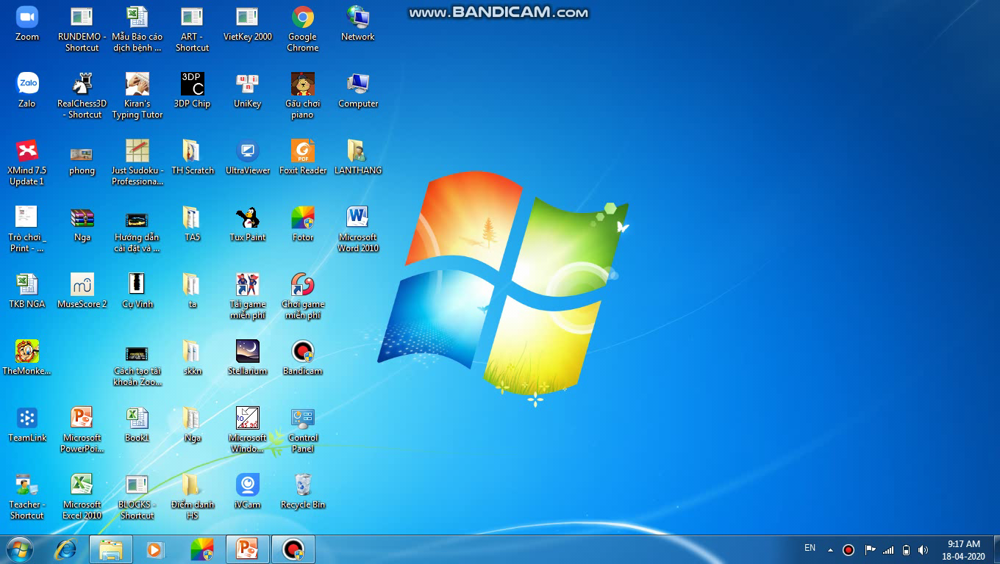 www.BANDICAM.com
Zoom
RUNDEMO -
Shortcut
Mẫu Báo cáo
dịch bệnh ...
ART -
Shortcut
VietKey 2000
Google
Chrome
Network
Zalo
Zalo
RealChess3D
- Shortcut
Kiran's
Typing Tutor
3DP
C
3DP Chip
u n i
UniKey
Gấu chơi
piano
Computer
XMind 7.5
Update 1
phong
Just Sudoku -
Professiona...
TH Scratch
UltraViewer
PDF
Foxit Reader
LANTHANG
Trò chơi _
Print - ...
Nga
Hướng dẫn
cài đặt và ...
TA5
Tux Paint
Fotor
Microsoft
Word 2010
TKB NGA
MuseScore 2
Cụ Vinh
ta
Tải game
miễn phí
Chơi game
miễn phí
TheMonke...
Cách tạo tài
khoản Zoo...
skkn
Stellarium
Bandicam
TeamLink
Microsoft
PowerPoi...
Book1
Nga
to
45.90
Microsoft
Windo...
Control
Panel
Teacher -
Shortcut
Microsoft
Excel 2010
BLOCKS -
Shortcut
Điểm danh
HS
iVCam
Recycle Bin
EN
9:17 AM
18-04-2020